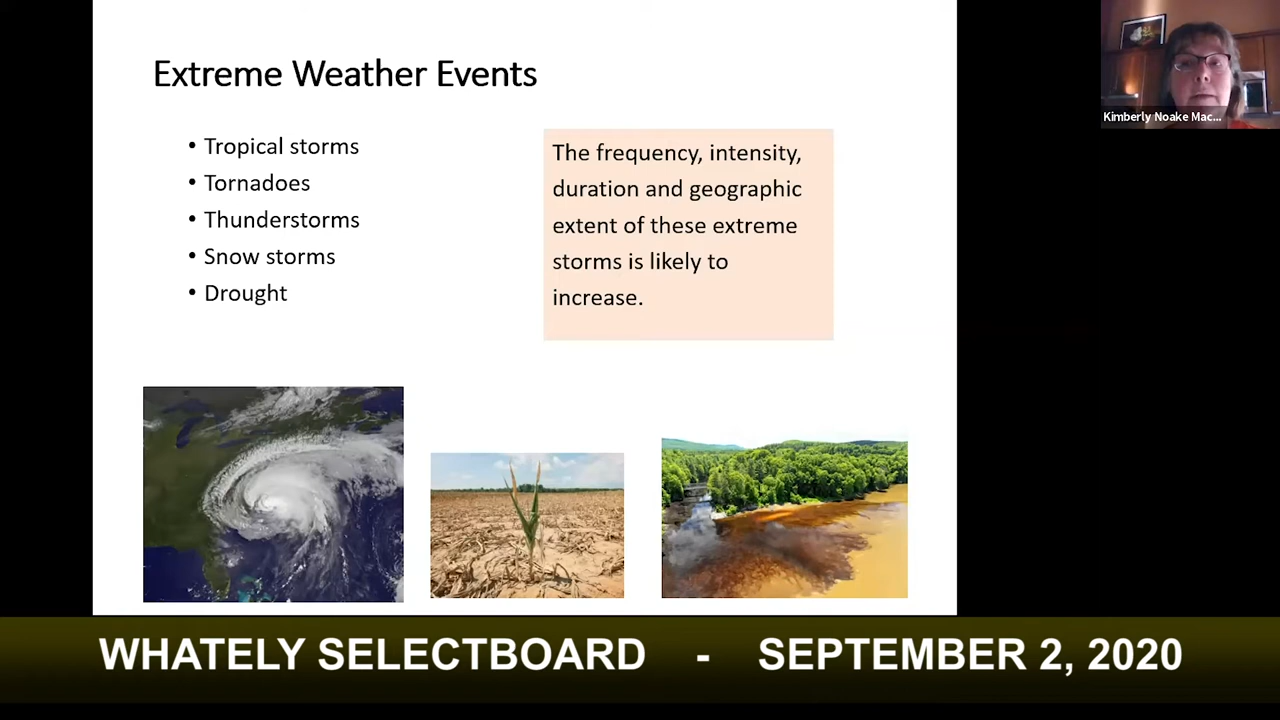 Extreme Weather Events
• Tropical storms
• Tornadoes
• Thunderstorms
• Snow storms
• Drought
The frequency, intensity,
duration and geographic
extent of these extreme
storms is likely to
increase.
Kimberly Noake Mac...
WHATELY SELECTBOARD - SEPTEMBER 2, 2020